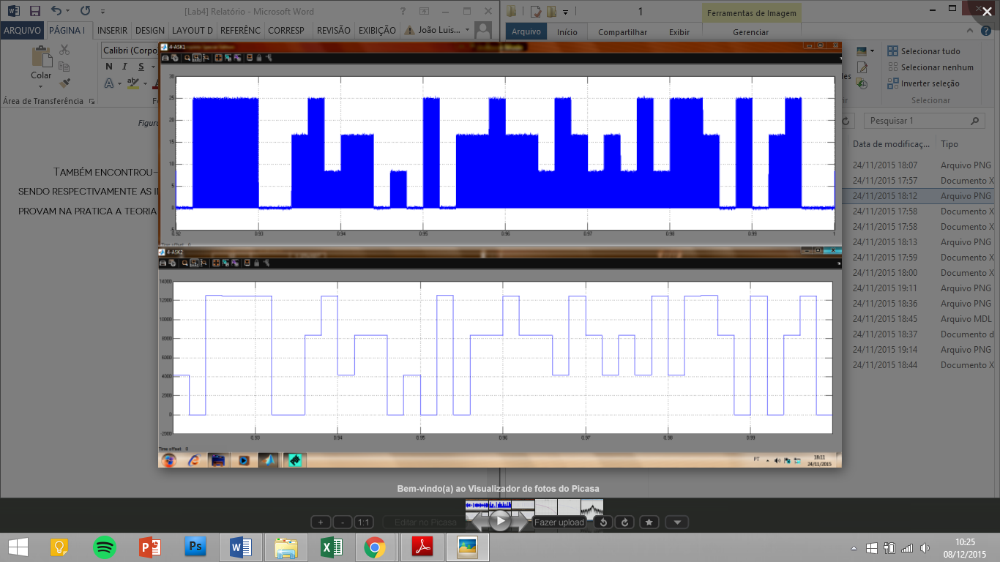 [Lab4] Relatório - Microsoft Word
?
1
Ferramentas de Imagem
ARQUIVO
PÁGINA I
INSERIR
DESIGN
LAYOUT D
REFERÊNC
CORRESP
REVISÃO
EXIBIÇÃO
João Luis...
Arquivo
Início
Compartilhar
Exibir
Gerenciar
Colar
Calibri (Corpo
N I S
Área de Transferência
Selecionar tudo
Selecionar nenhum
Inverter seleção
Selecionar
Pesquisar 1
Data de modificaç...
Tipo
24/11/2015 18:07 Arquivo PNG
24/11/2015 17:57 Documento X
24/11/2015 18:12 Arquivo PNG
24/11/2015 17:58 Documento X
24/11/2015 17:58 Documento X
24/11/2015 18:13 Arquivo PNG
24/11/2015 17:59 Documento X
24/11/2015 18:00 Documento X
24/11/2015 19:11 Arquivo PNG
24/11/2015 18:36 Arquivo PNG
24/11/2015 18:45 Arquivo MDL
24/11/2015 18:37 Documento d
24/11/2015 19:14 Arquivo PNG
24/11/2015 18:44 Documento X
Figura
TAMBÉM ENCONTROU-
SENDO RESPECTIVAMENTE AS I
PROVAM NA PRATICA A TEORIA
4-ASK1
30
25
20
15
10
5
0
-5
0.92 0.93 0.94 0.95 0.96 0.97 0.98 0.99 1
Time offset: 0
4-ASK2
14000
12000
10000
8000
6000
4000
2000
0
-2000
0.93 0.94 0.95 0.96 0.97 0.98 0.99
Time offset: 0
PT
18:11
24/11/2015
Bem-vindo(a) ao Visualizador de fotos do Picasa
+ - 1:1
Editar no Picasa
Fazer upload
10:25
08/12/2015